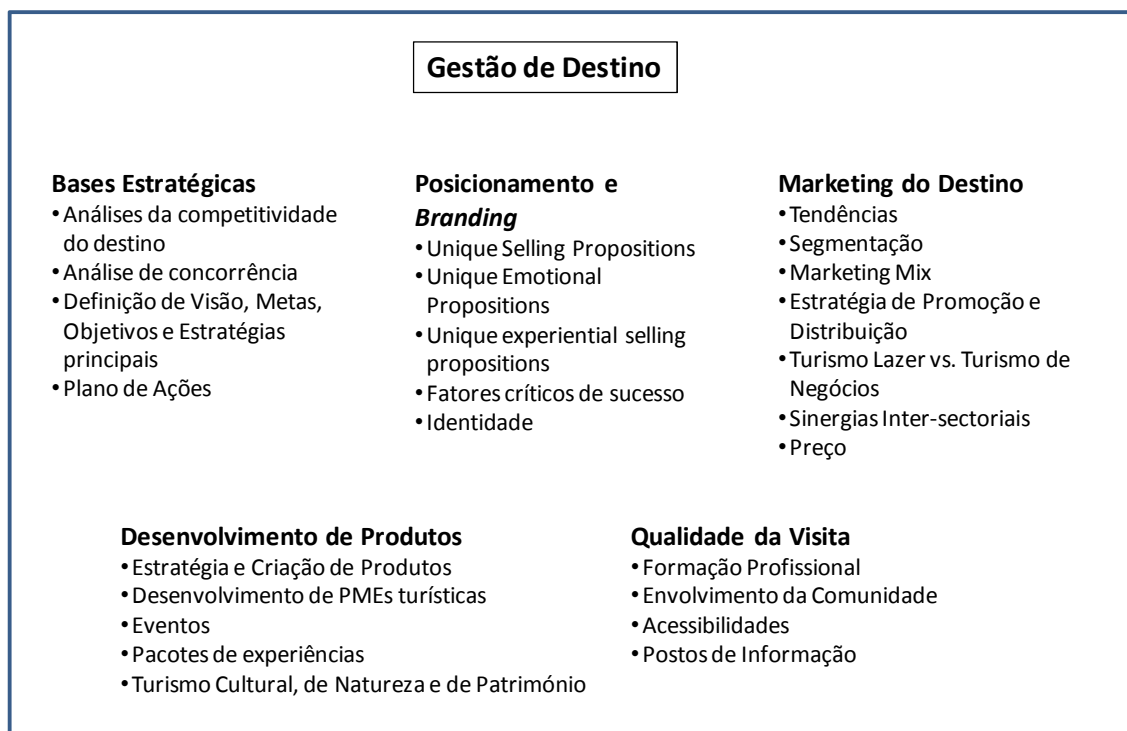 Gestão de Destino
Bases Estratégicas
•Análises da competitividade
do destino
•Análise de concorrência
•Definição de Visão, Metas,
Objetivos e Estratégias
principais
•Plano de Ações
Posicionamento e
Branding
•Unique Selling Propositions
•Unique Emotional
Propositions
•Unique experiential selling
propositions
•Fatores críticos de sucesso
•Identidade
Marketing do Destino
•Tendências
•Segmentação
•Marketing Mix
•Estratégia de Promoção e
Distribuição
•Turismo Lazer vs. Turismo de
Negócios
•Sinergias Inter-sectoriais
•Preço
Desenvolvimento de Produtos
•Estratégia e Criação de Produtos
•Desenvolvimento de PMEs turísticas
•Eventos
•Pacotes de experiências
•Turismo Cultural, de Natureza e de Património
Qualidade da Visita
•Formação Profissional
•Envolvimento da Comunidade
•Acessibilidades
•Postos de Informação